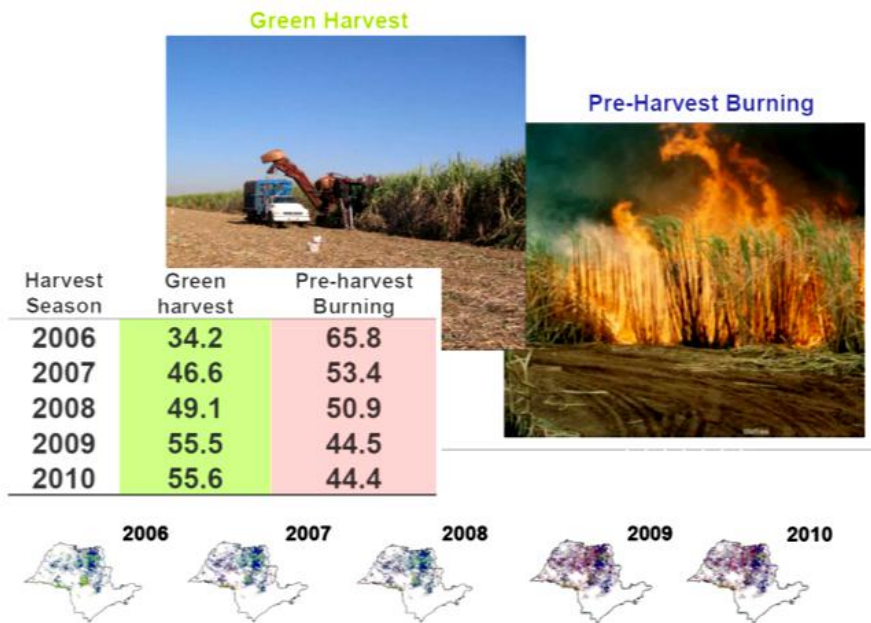 Green Harvest
Pre-Harvest Burning
Harvest Season Green harvest Pre-harvest Burning
2006 34.2 65.8
2007 46.6 53.4
2008 49.1 50.9
2009 55.5 44.5
2010 55.6 44.4
2006 2007 2008 2009 2010